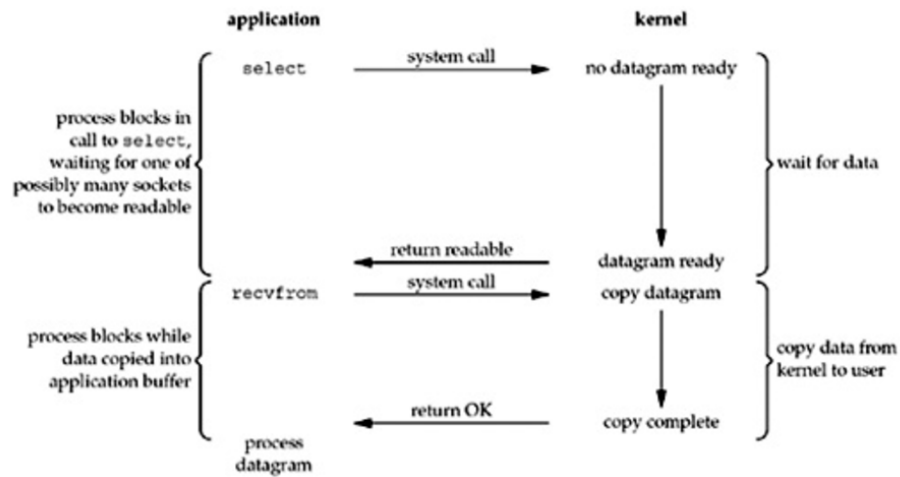 application
kernel
select
system call
no datagram ready
process blocks in
call to select,
waiting for one of
possibly many sockets
to become readable
wait for data
return readable
datagram ready
recvfrom
system call
copy datagram
process blocks while
data copied into
application buffer
copy data from
kernel to user
return OK
copy complete
process
datagram